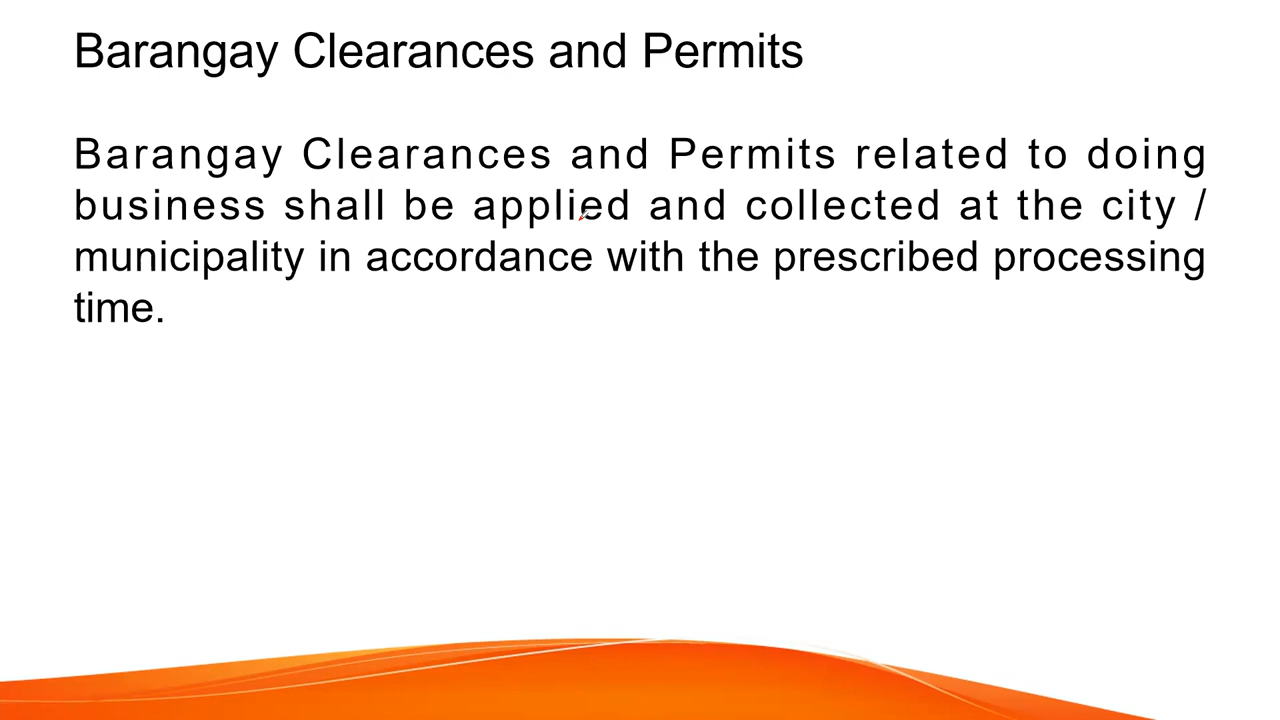 Barangay Clearances and Permits
Barangay Clearances and Permits related to doing
business shall be applied and collected at the city /
municipality in accordance with the prescribed processing
time.